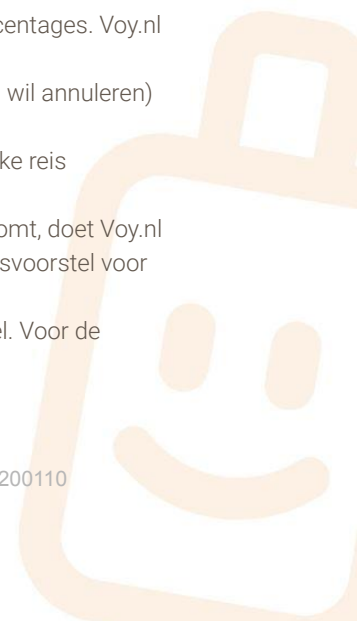 centages. Voy.nl
wil annuleren)
ke reis
omt, doet Voy.nl
svoorstel voor
el. Voor de
200110